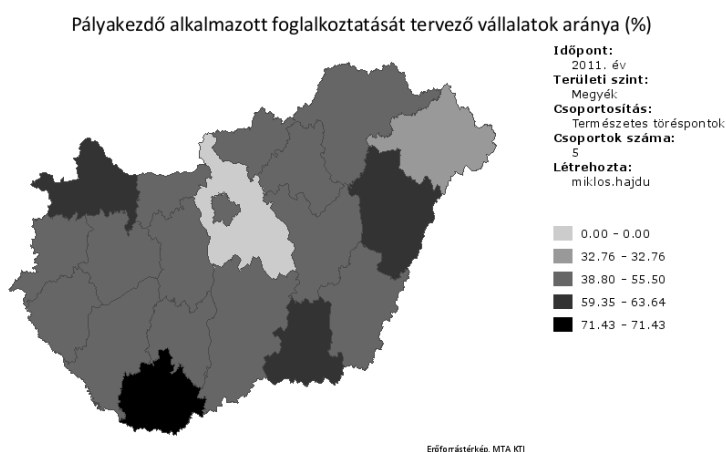 Pályakezdő alkalmazott foglalkoztatását tervező vállalatok aránya (%)
Időpont:
2011. év
Területi szint:
Megyék
Csoportosítás:
Természetes töréspontok
Csoportok száma:
5
Létrehozta:
miklos.hajdu
0.00 - 0.00
32.76 - 32.76
38.80 - 55.50
59.35 - 63.64
71.43 - 71.43
Erőforrástérkép, MTA KTI